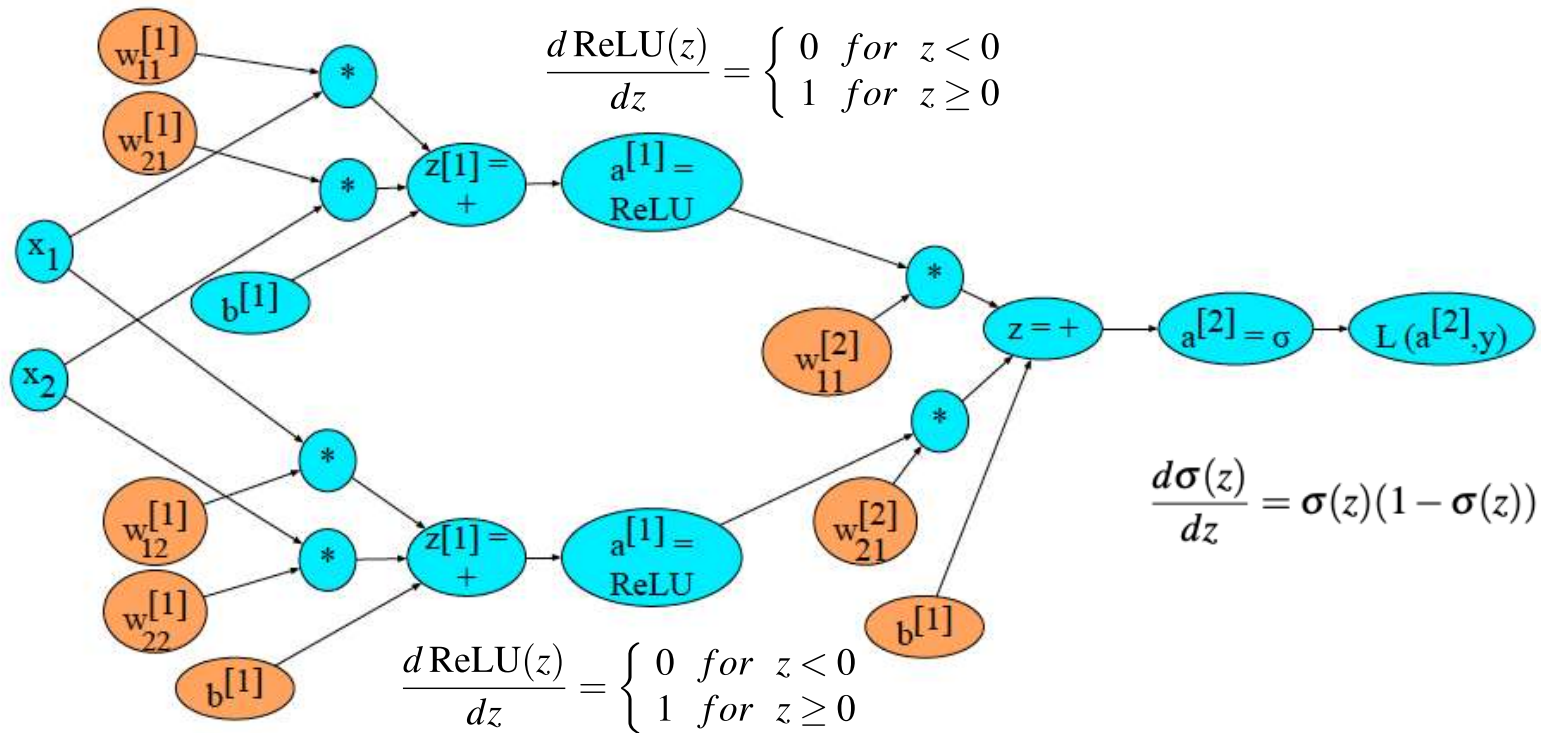 w[1]11
*
d ReLU(z)/dz = { 0 for z < 0
1 for z ≥ 0
w[1]21
*
z[1] =
+
a[1] =
ReLU
x1
b[1]
*
w[2]11
z = +
a[2] = σ
L (a[2],y)
x2
*
*
w[1]12
w[2]21
dσ(z)/dz = σ(z)(1 − σ(z))
*
z[1] =
+
a[1] =
ReLU
w[1]22
b[1]
b[1]
d ReLU(z)/dz = { 0 for z < 0
1 for z ≥ 0